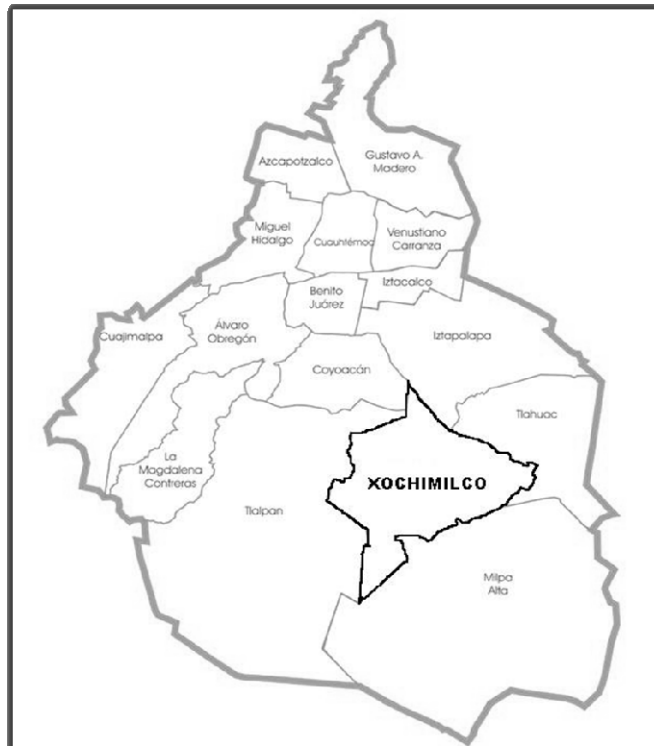 Azcapotzalco
Gustavo A.
Madero
Miguel
Hidalgo
Cuauhtémoc
Venustiano
Carranza
Iztacalco
Benito
Juárez
Cuajimalpa
Álvaro
Obregón
Iztapalapa
Coyoacán
Tlahuac
La
Magdalena
Contreras
XOCHIMILCO
Tlalpan
Milpa
Alta